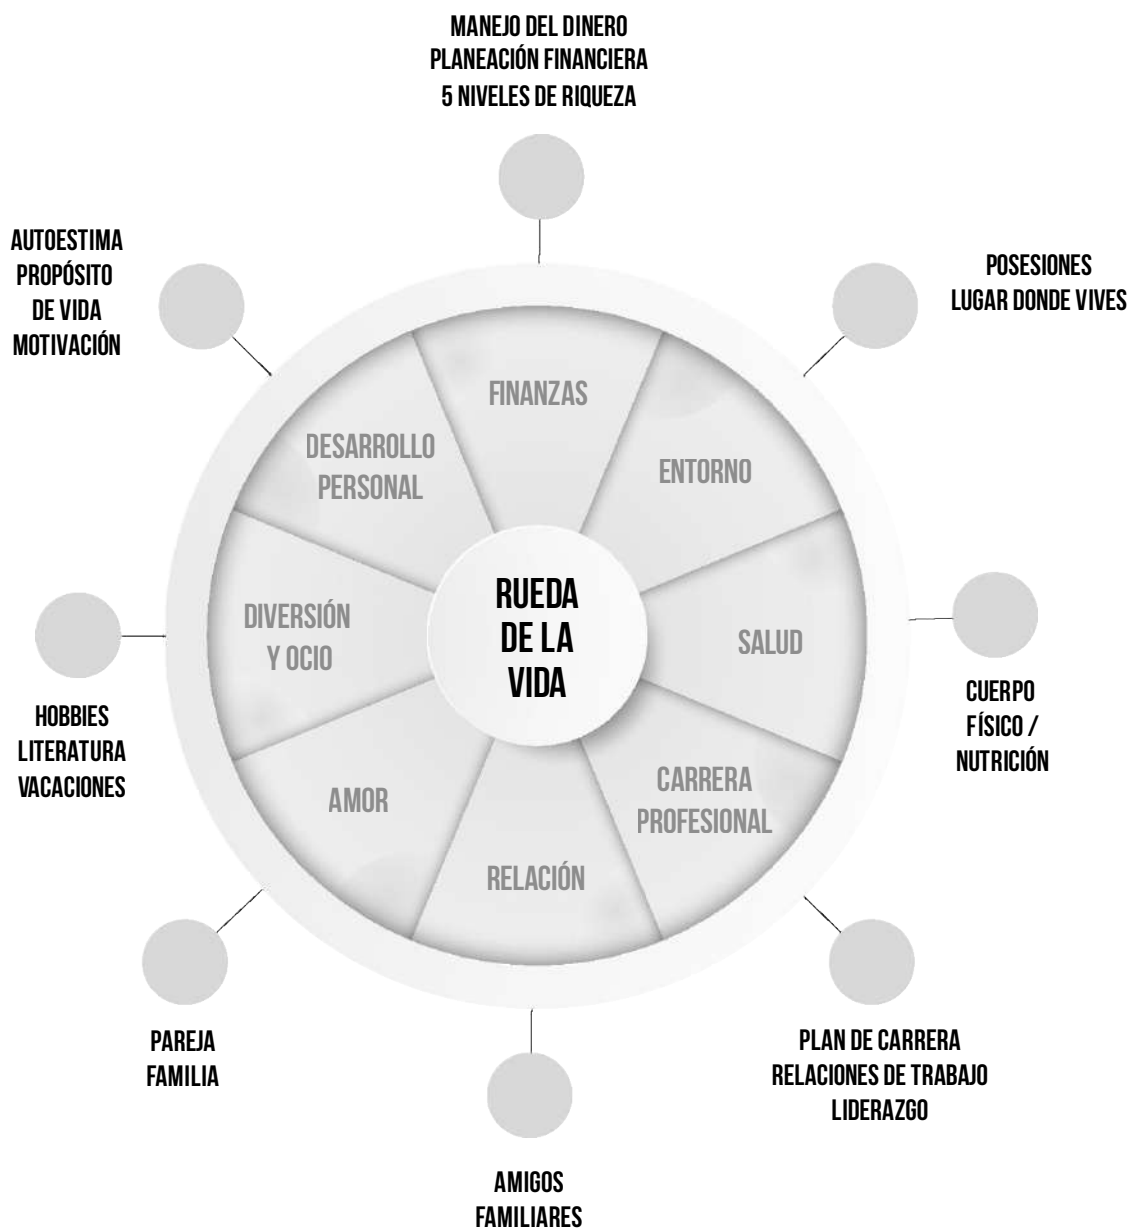 MANEJO DEL DINERO
PLANEACIÓN FINANCIERA
5 NIVELES DE RIQUEZA
AUTOESTIMA
PROPÓSITO
DE VIDA
MOTIVACIÓN
POSESIONES
LUGAR DONDE VIVES
FINANZAS
DESARROLLO
PERSONAL
ENTORNO
RUEDA
DE LA
VIDA
DIVERSIÓN
Y OCIO
SALUD
HOBBIES
LITERATURA
VACACIONES
CUERPO
FÍSICO /
NUTRICIÓN
AMOR
CARRERA
PROFESIONAL
RELACIÓN
PAREJA
FAMILIA
PLAN DE CARRERA
RELACIONES DE TRABAJO
LIDERAZGO
AMIGOS
FAMILIARES